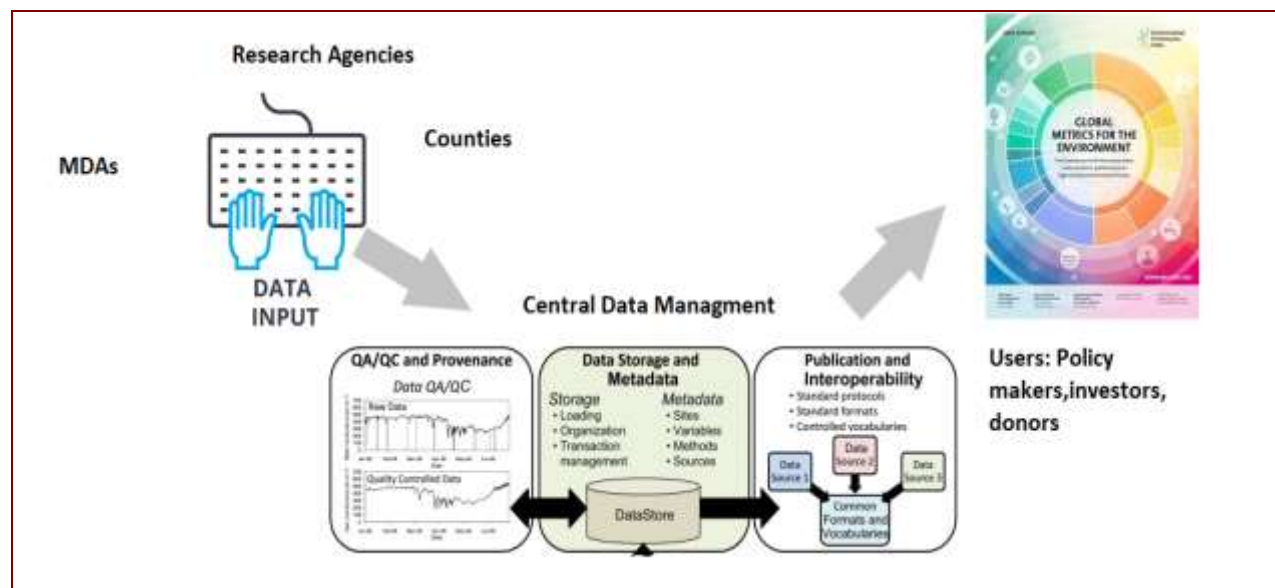 Research Agencies
Counties
MDAs
DATA
INPUT
GLOBAL
METRICS FOR THE
ENVIRONMENT
Central Data Managment
QA/QC and Provenance
Data QA/QC
Raw Data
Quality Controlled Data
Data Storage and
Metadata
Storage
• Loading
• Organization
• Transaction
management
Metadata
• Sites
• Variables
• Methods
• Sources
DataStore
Publication and
Interoperability
• Standard protocols
• Standard formats
• Controlled vocabularies
Data
Source 1
Data
Source 2
Data
Source 3
Common
Formats and
Vocabularies
Users: Policy
makers,investors,
donors